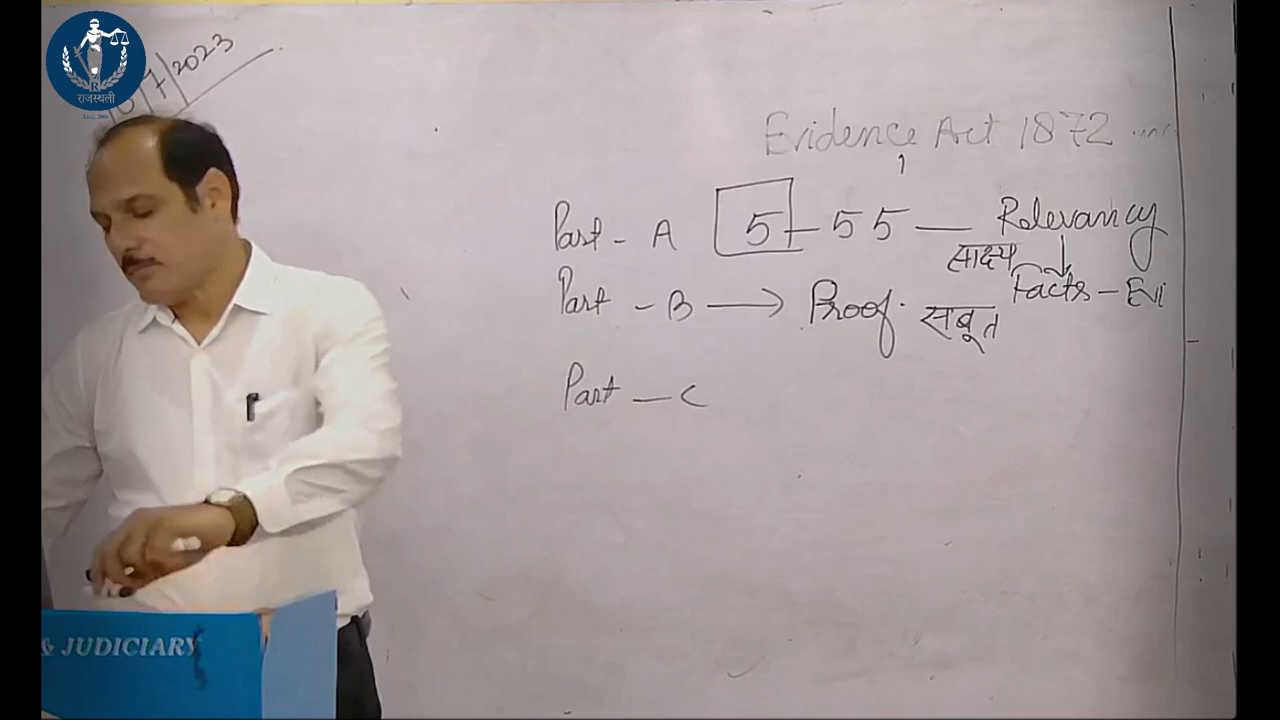 राजस्थली
7/2023
Evidence Act 1872
Part - A 5 - 55 — Relevancy
साक्ष्य
Facts - Evi
Part - B → Proof. सबूत
Part - C
& JUDICIARY